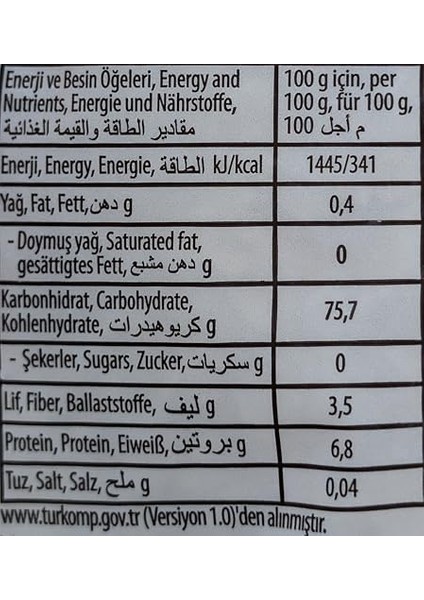 Enerji ve Besin Öğeleri, Energy and
Nutrients, Energie und Nährstoffe,
مقادير الطاقة والقيمة الغذائية
100 g için, per
100 g, für 100 g,
100 م أجل
Enerji, Energy, Energie, الطاقة kJ/kcal
1445/341
Yağ, Fat, Fett, دهن g
0,4
- Doymuş yağ, Saturated fat,
gesättigtes Fett, دهن مشبع g
0
Karbonhidrat, Carbohydrate,
Kohlenhydrate, كربوهيدرات g
75,7
- Şekerler, Sugars, Zucker, سكريات g
0
Lif, Fiber, Ballaststoffe, ليف g
3,5
Protein, Protein, Eiweiß, بروتين g
6,8
Tuz, Salt, Salz, ملح g
0,04
www.turkomp.gov.tr (Versiyon 1.0)'den alınmıştır.